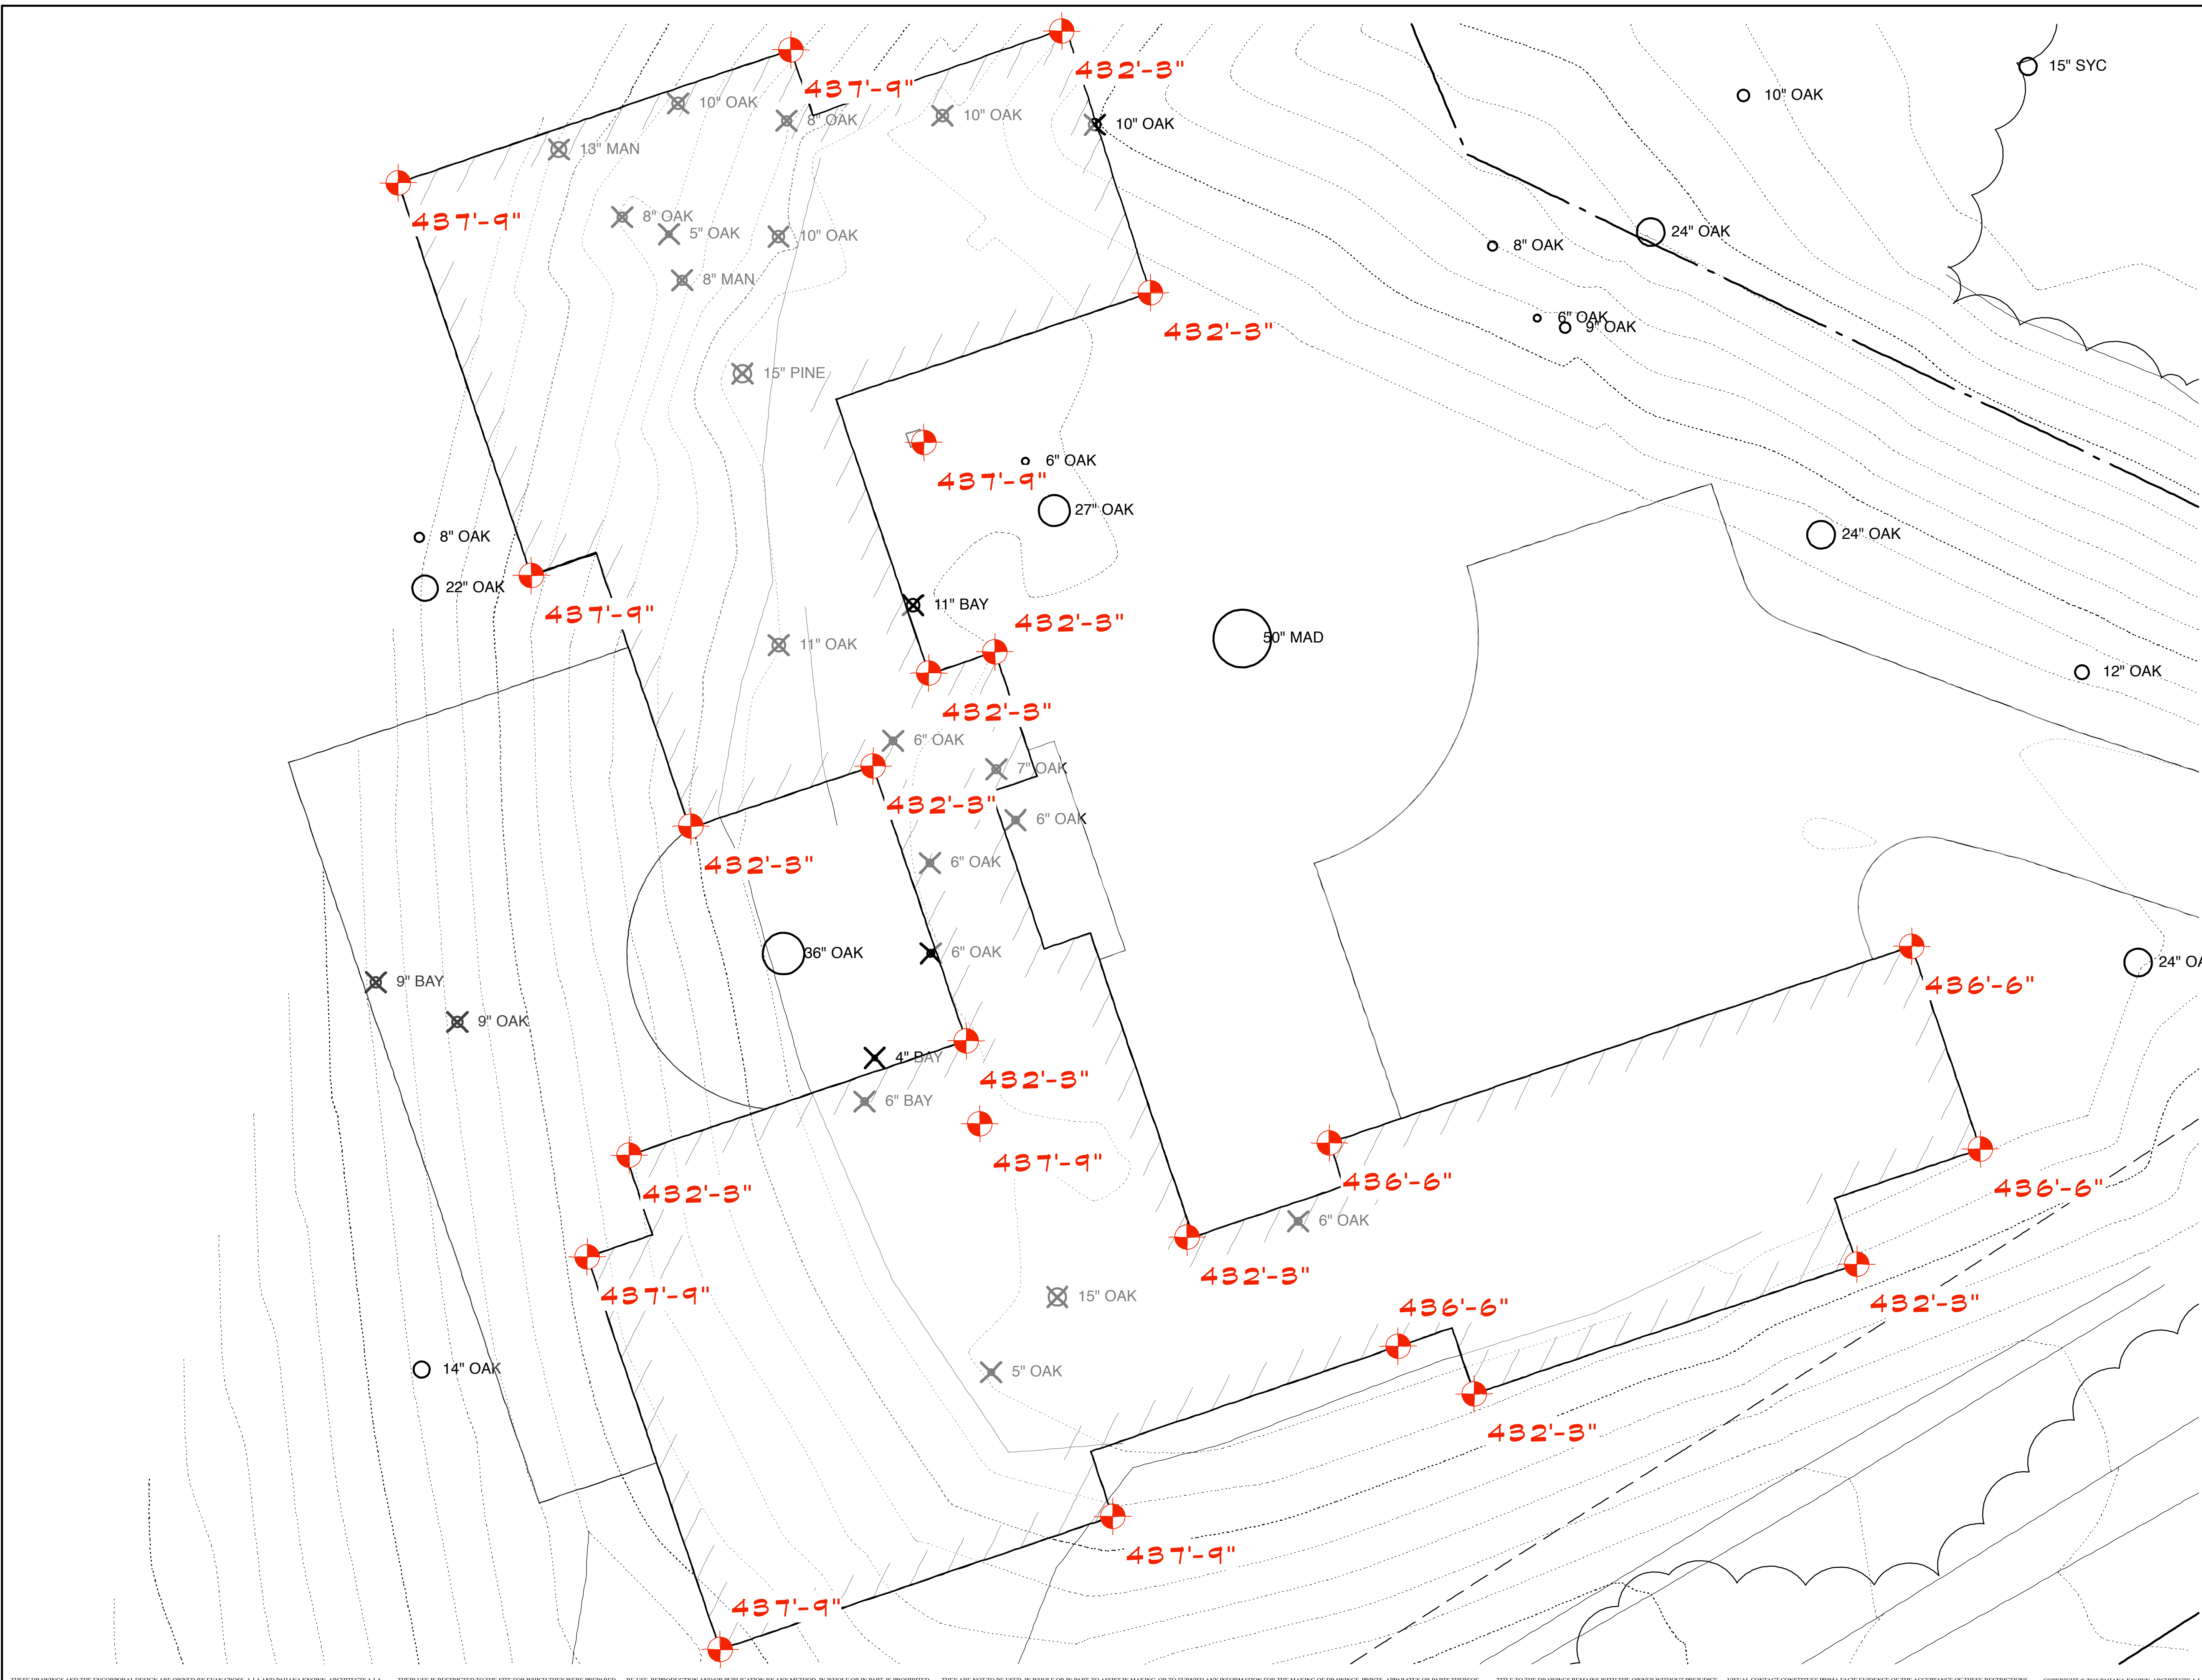 432'-3"
15" SYC
437'-9"
10" OAK
10" OAK
8" OAK
10" OAK
10" OAK
13" MAN
437'-9"
8" OAK
5" OAK
10" OAK
24" OAK
8" OAK
8" MAN
432'-3"
6" OAK
9" OAK
15" PINE
6" OAK
437'-9"
27" OAK
8" OAK
24" OAK
22" OAK
11" BAY
437'-9"
432'-3"
50" MAD
11" OAK
12" OAK
432'-3"
6" OAK
7" OAK
432'-3"
6" OAK
432'-3"
6" OAK
36" OAK
6" OAK
24" OA
9" BAY
436'-6"
9" OAK
4" BAY
432'-3"
6" BAY
437'-9"
436'-6"
436'-6"
432'-3"
6" OAK
432'-3"
437'-9"
15" OAK
436'-6"
432'-3"
14" OAK
5" OAK
432'-3"
437'-9"
437'-9"